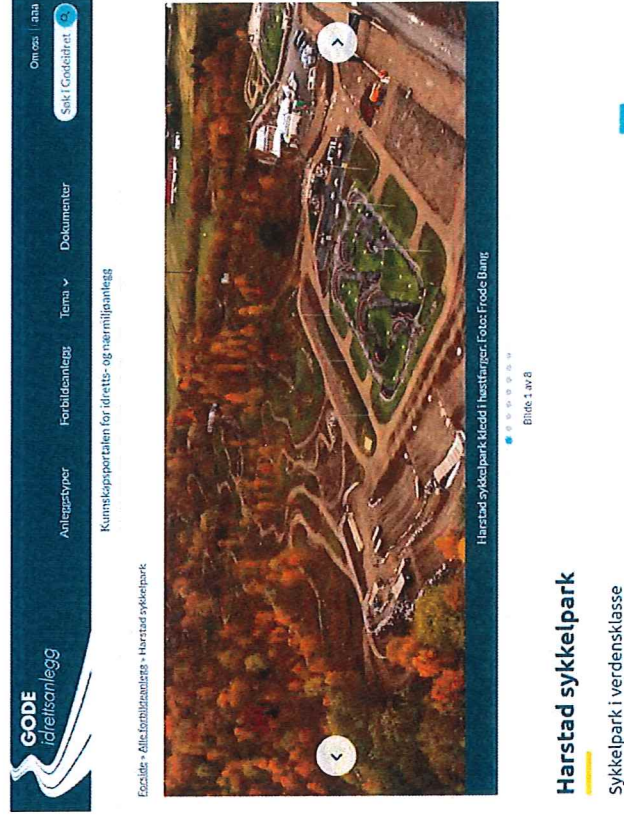 GODE
idrettsanlegg
Om oss | aaa
Anleggstyper Forbildeanlegg Tema Dokumenter
Søk i Godeidret
Kunnskapsportalen for idretts- og nærmiljøanlegg
Forside » Alle forbildeanlegg » Harstad sykkelpark
Harstad sykkelpark kledd i høstfarger. Foto: Frode Bang
Bilde 1 av 8
Harstad sykkelpark
Sykkelpark i verdensklasse